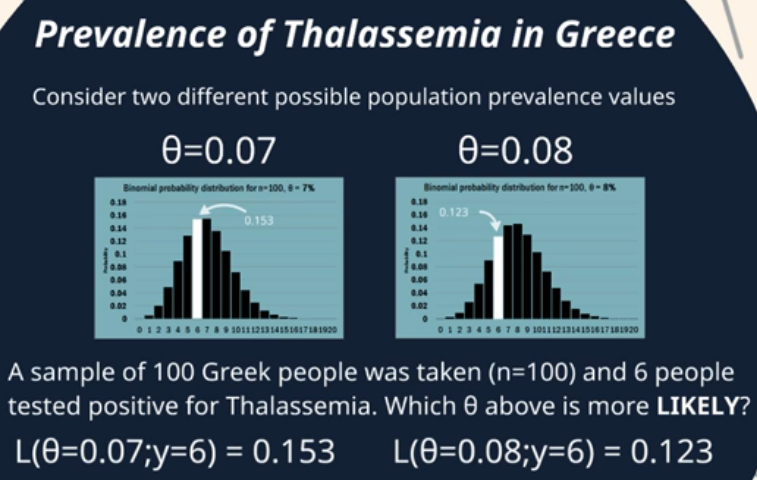 Prevalence of Thalassemia in Greece
Consider two different possible population prevalence values
θ=0.07
θ=0.08
Binomial probability distribution for n=100, θ = 7%
0.18
0.16
0.14
0.12
0.1
0.08
0.06
0.04
0.02
0
Probability
0.153
0 1 2 3 4 5 6 7 8 9 10 11 12 13 14 15 16 17 18 19 20
Binomial probability distribution for n=100, θ = 8%
0.18
0.16
0.14
0.12
0.1
0.08
0.06
0.04
0.02
0
Probability
0.123
0 1 2 3 4 5 6 7 8 9 10 11 12 13 14 15 16 17 18 19 20
A sample of 100 Greek people was taken (n=100) and 6 people
tested positive for Thalassemia. Which θ above is more LIKELY?
L(θ=0.07;y=6) = 0.153
L(θ=0.08;y=6) = 0.123